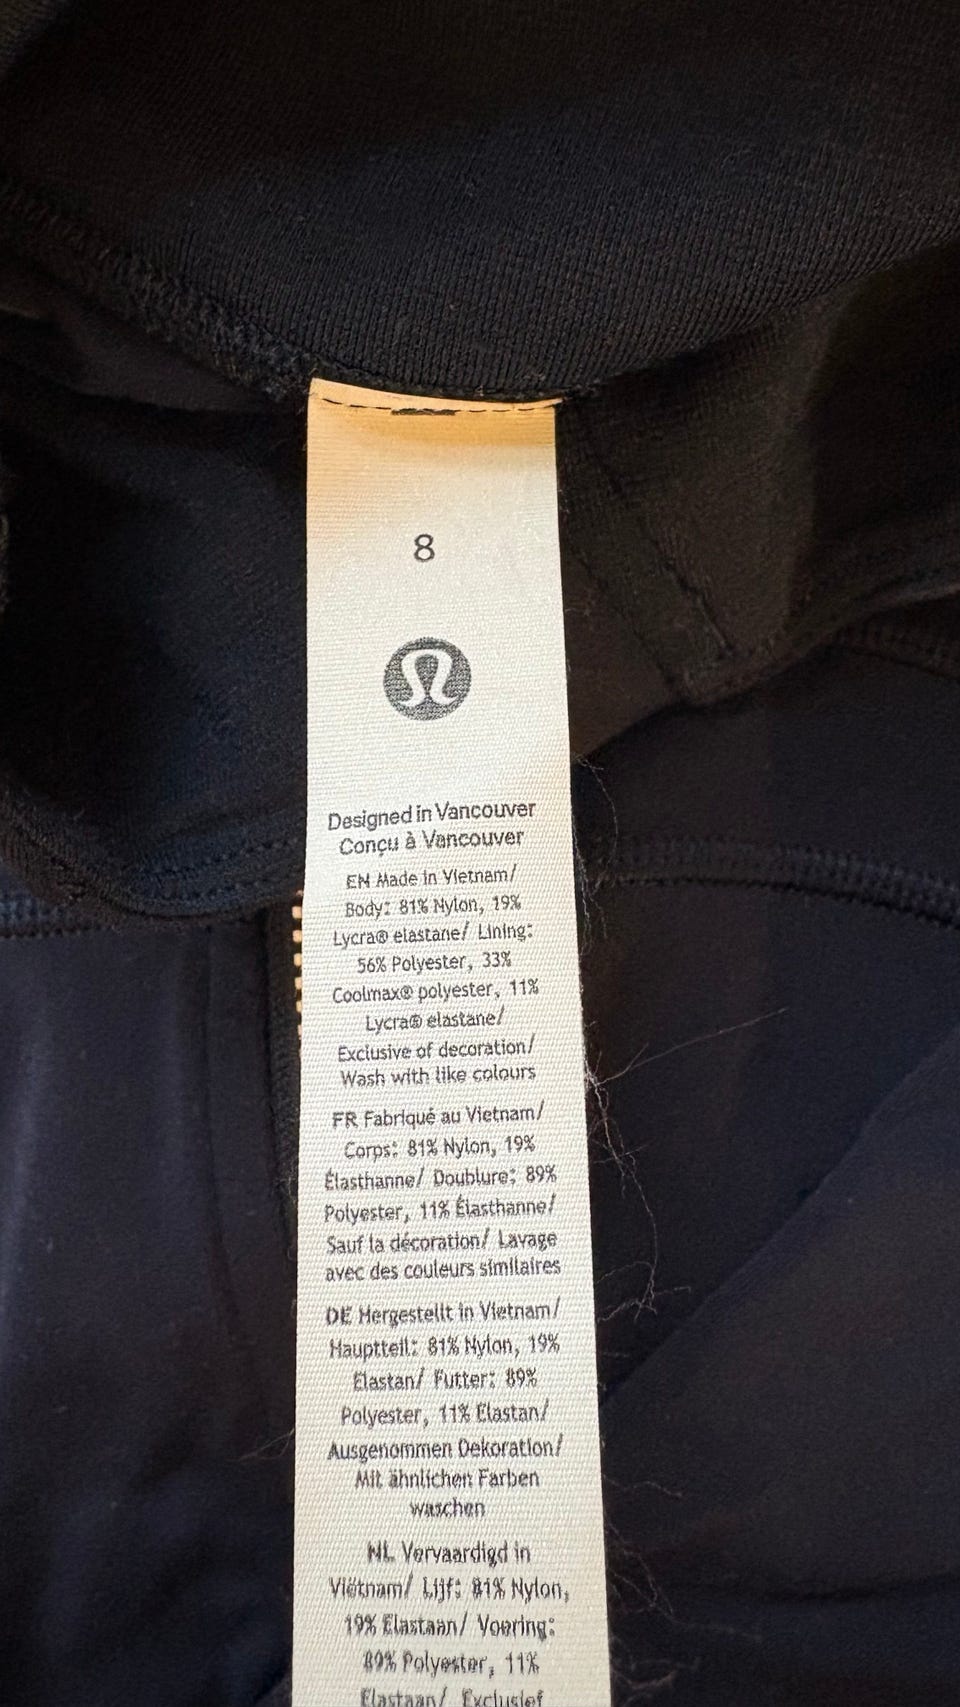 8
Designed in Vancouver
Conçu à Vancouver
EN Made in Vietnam/
Body: 81% Nylon, 19%
Lycra® elastane/ Lining:
56% Polyester, 33%
Coolmax® polyester, 11%
Lycra® elastane/
Exclusive of decoration/
Wash with like colours
FR Fabriqué au Vietnam/
Corps: 81% Nylon, 19%
Élasthanne/ Doublure: 89%
Polyester, 11% Élasthanne/
Sauf la décoration/ Lavage
avec des couleurs similaires
DE Hergestellt in Vietnam/
Hauptteil: 81% Nylon, 19%
Elastan/ Futter: 89%
Polyester, 11% Elastan/
Ausgenommen Dekoration/
Mit ähnlichen Farben
waschen
NL Vervaardigd in
Viëtnam/ Lijf: 81% Nylon,
19% Elastaan/ Voering:
89% Polyester, 11%
Elastaan/ Exclusief